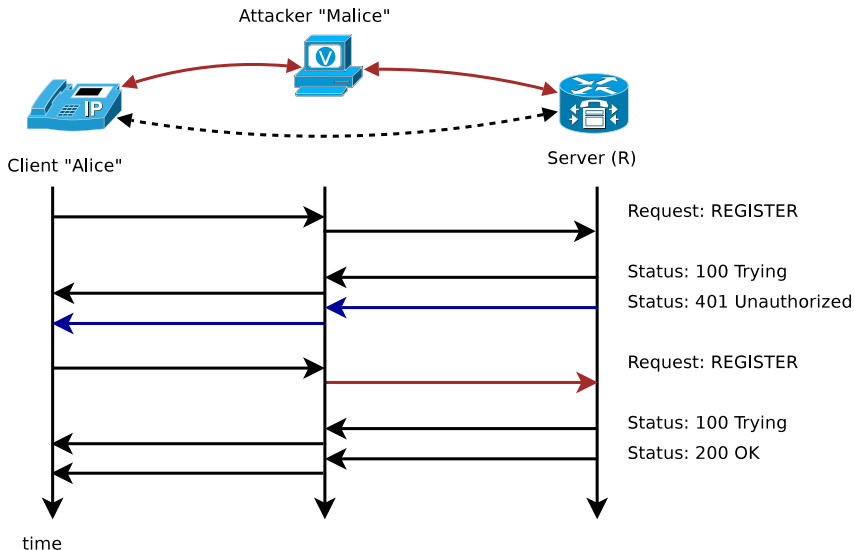 Attacker "Malice"
V
IP
Client "Alice"
Server (R)
Request: REGISTER
Status: 100 Trying
Status: 401 Unauthorized
Request: REGISTER
Status: 100 Trying
Status: 200 OK
time